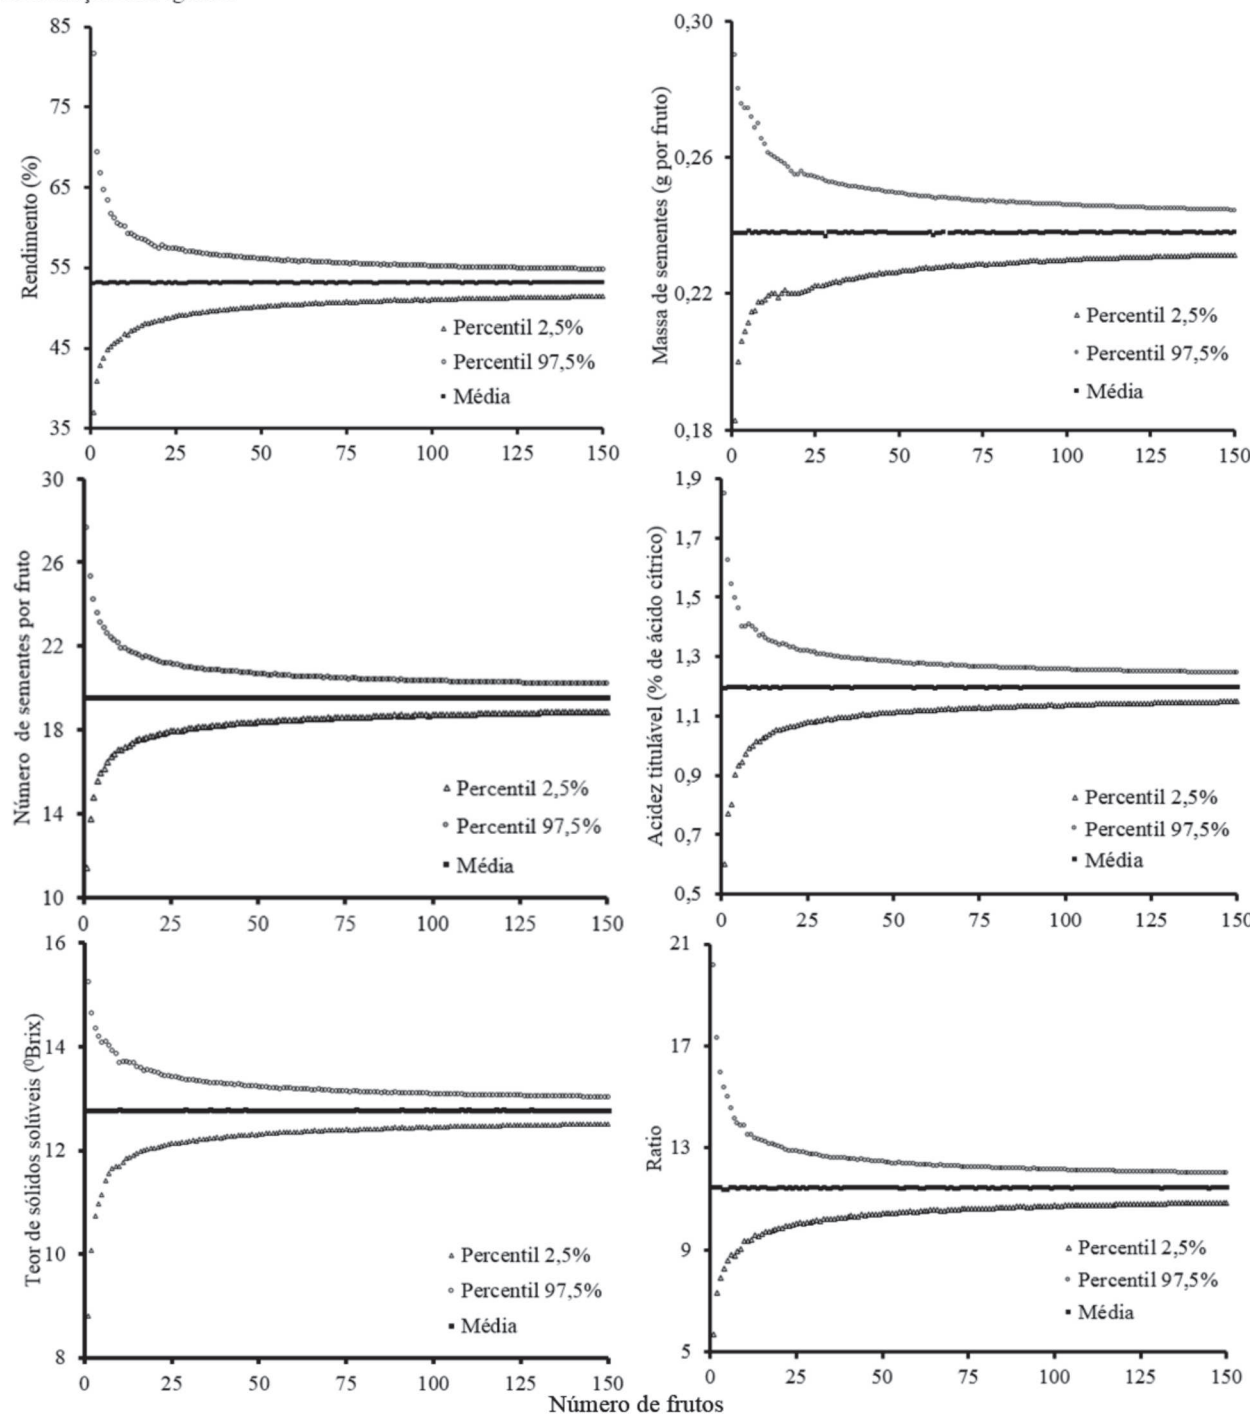 85
75
65
55
45
35
Rendimento (%)
Percentil 2,5%
Percentil 97,5%
Média
0 25 50 75 100 125 150
0,30
0,26
0,22
0,18
Massa de sementes (g por fruto)
Percentil 2,5%
Percentil 97,5%
Média
0 25 50 75 100 125 150
30
26
22
18
14
10
Número de sementes por fruto
Percentil 2,5%
Percentil 97,5%
Média
0 25 50 75 100 125 150
1,9
1,7
1,5
1,3
1,1
0,9
0,7
0,5
Acidez titulável (% de ácido cítrico)
Percentil 2,5%
Percentil 97,5%
Média
0 25 50 75 100 125 150
16
14
12
10
8
Teor de sólidos solúveis (⁰Brix)
Percentil 2,5%
Percentil 97,5%
Média
0 25 50 75 100 125 150
21
17
13
9
5
Ratio
Percentil 2,5%
Percentil 97,5%
Média
0 25 50 75 100 125 150
Número de frutos